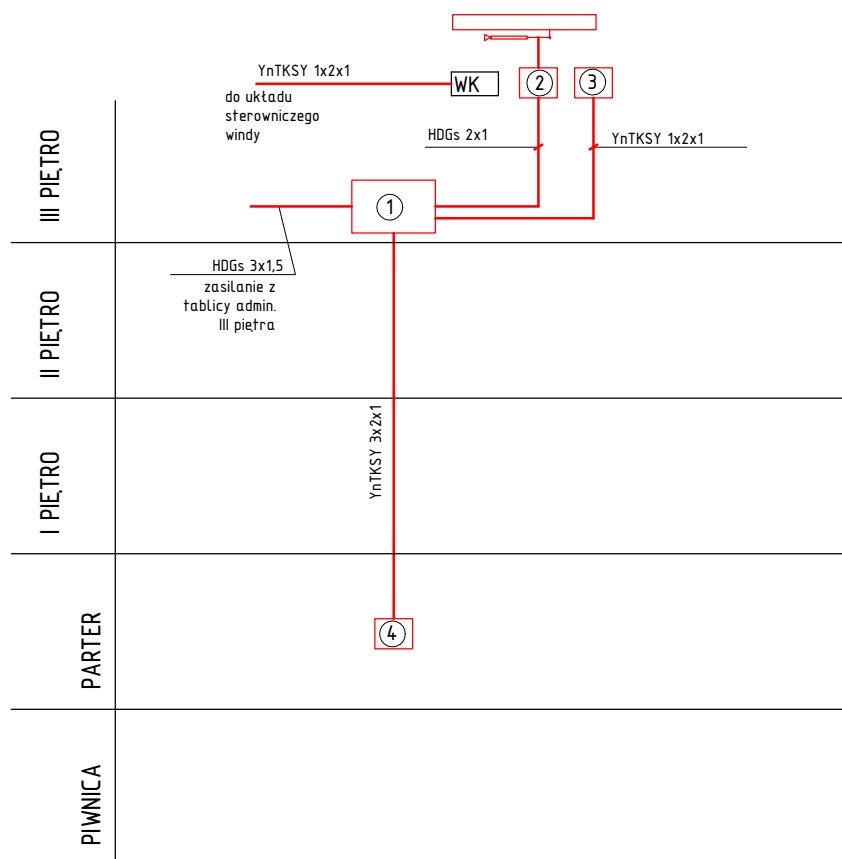 YnTKSY 1x2x1
WK
2
3
do układu
sterowniczego
windy
HDGs 2x1
YnTKSY 1x2x1
III PIĘTRO
1
HDGs 3x1,5
zasilanie z
tablicy admin.
III piętra
II PIĘTRO
YnTKSY 3x2x1
I PIĘTRO
4
PARTER
PIWNICA